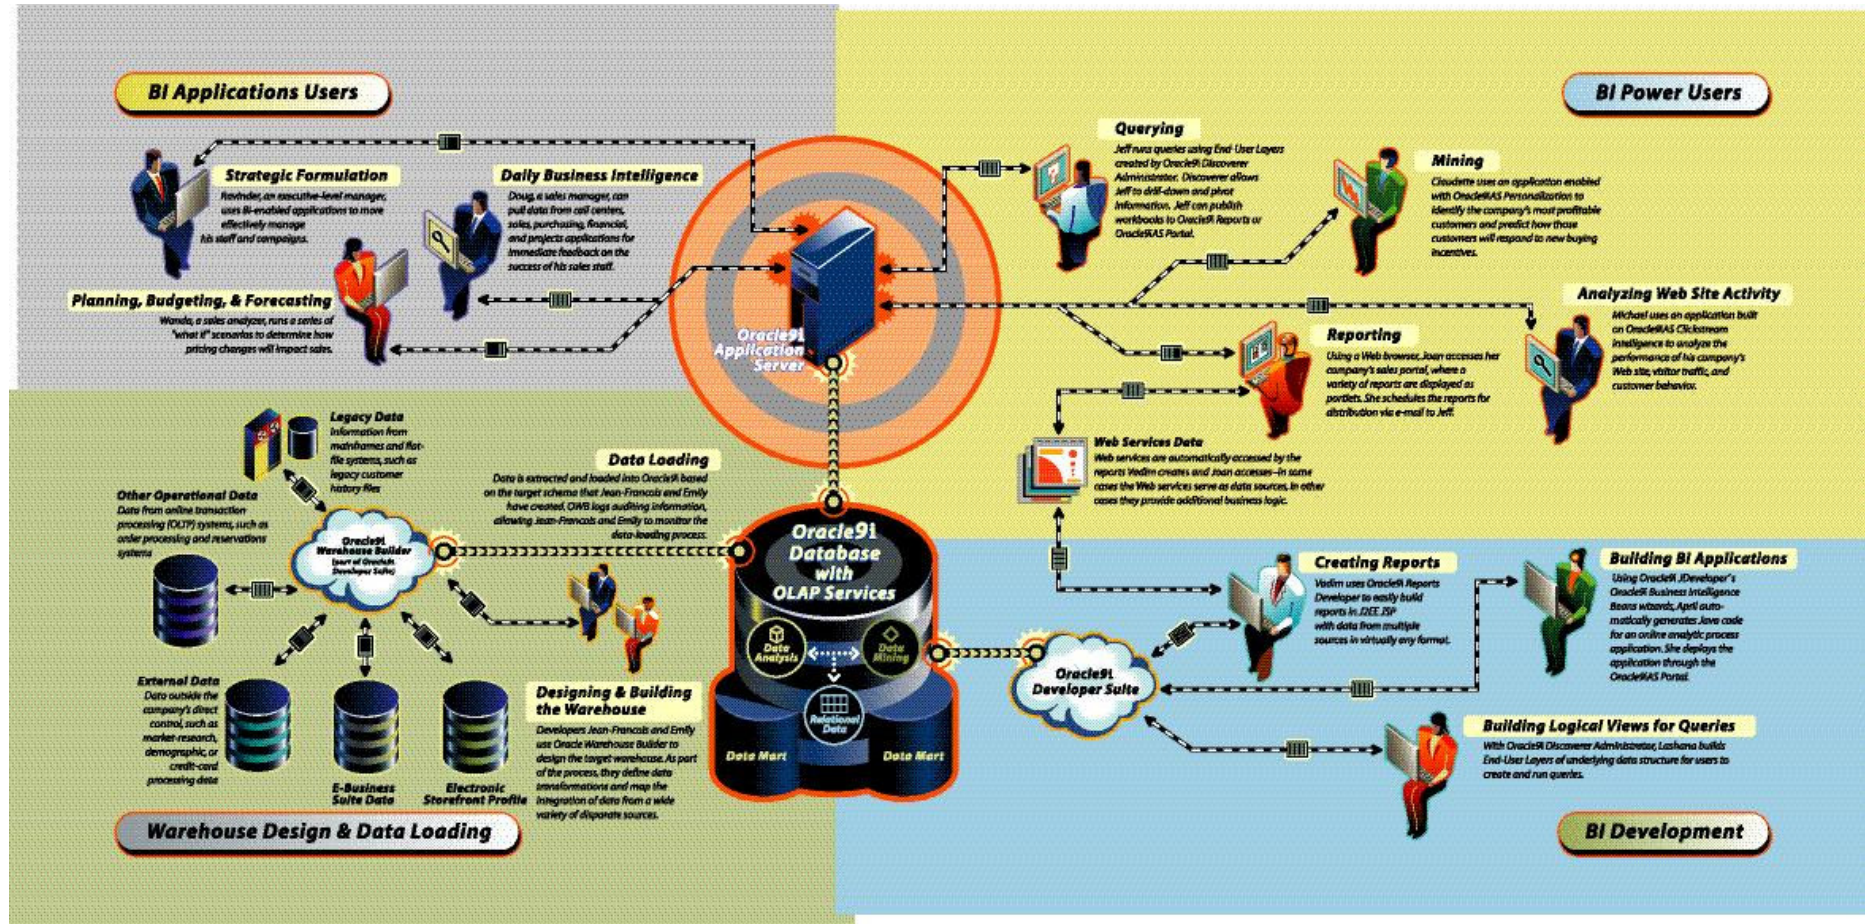 BI Applications Users
Strategic Formulation
Ravinder, an executive-level manager,
uses BI-enabled applications to more
effectively manage
his staff and campaigns.
Daily Business Intelligence
Doug, a sales manager, can
pull data from call centers,
sales, purchasing, financial,
and projects applications for
immediate feedback on the
success of his sales staff.
Planning, Budgeting, & Forecasting
Wanda, a sales analyzer, runs a series of
"what if" scenarios to determine how
pricing changes will impact sales.
Oracle9i
Application
Server
BI Power Users
Querying
Jeff runs queries using End-User Layers
created by Oracle9i Discoverer
Administrator. Discoverer allows
Jeff to drill-down and pivot
information. Jeff can publish
workbooks to Oracle9i Reports or
Oracle9iAS Portal.
Mining
Claudette uses an application enabled
with Oracle9iAS Personalization to
identify the company's most profitable
customers and predict how those
customers will respond to new buying
incentives.
Analyzing Web Site Activity
Michael uses an application built
on Oracle9iAS Clickstream
Intelligence to analyze the
performance of his company's
Web site, visitor traffic, and
customer behavior.
Reporting
Using a Web browser, Joan accesses her
company's sales portal, where a
variety of reports are displayed as
portlets. She schedules the reports for
distribution via e-mail to Jeff.
Web Services Data
Web services are automatically accessed by the
reports Vadim creates and Joan accesses--in some
cases the Web services serve as data sources, in other
cases they provide additional business logic.
Legacy Data
Information from
mainframes and flat-
file systems, such as
legacy customer
history files
Other Operational Data
Data from online transaction
processing (OLTP) systems, such as
order processing and reservations
systems
Oracle9i
Warehouse Builder
(part of Oracle9i
Developer Suite)
Data Loading
Data is extracted and loaded into Oracle9i based
on the target schema that Jean-Francois and Emily
have created. OWB logs auditing information,
allowing Jean-Francois and Emily to monitor the
data-loading process.
External Data
Data outside the
company's direct
control, such as
market-research,
demographic, or
credit-card
processing data
E-Business
Suite Data
Electronic
Storefront Profile
Designing & Building
the Warehouse
Developers Jean-Francois and Emily
use Oracle Warehouse Builder to
design the target warehouse. As part
of the process, they define data
transformations and map the
integration of data from a wide
variety of disparate sources.
Warehouse Design & Data Loading
Oracle9i
Database
with
OLAP Services
Data
Analysis
Data
Mining
Relational
Data
Data Mart
Data Mart
Oracle9i
Developer Suite
Creating Reports
Vadim uses Oracle9i Reports
Developer to easily build
reports in J2EE JSP
with data from multiple
sources in virtually any format.
Building BI Applications
Using Oracle9i JDeveloper's
Oracle9i Business Intelligence
Beans wizards, April auto-
matically generates Java code
for an online analytic process
application. She deploys the
application through the
Oracle9iAS Portal.
Building Logical Views for Queries
With Oracle9i Discoverer Administrator, Lashana builds
End-User Layers of underlying data structure for users to
create and run queries.
BI Development